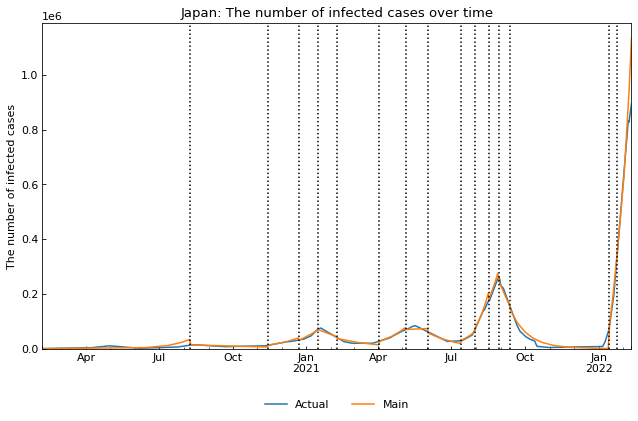 Japan: The number of infected cases over time
1e6
1.0
0.8
0.6
0.4
0.2
0.0
The number of infected cases
Apr Jul Oct Jan Apr Jul Oct Jan
2021 2022
Actual Main